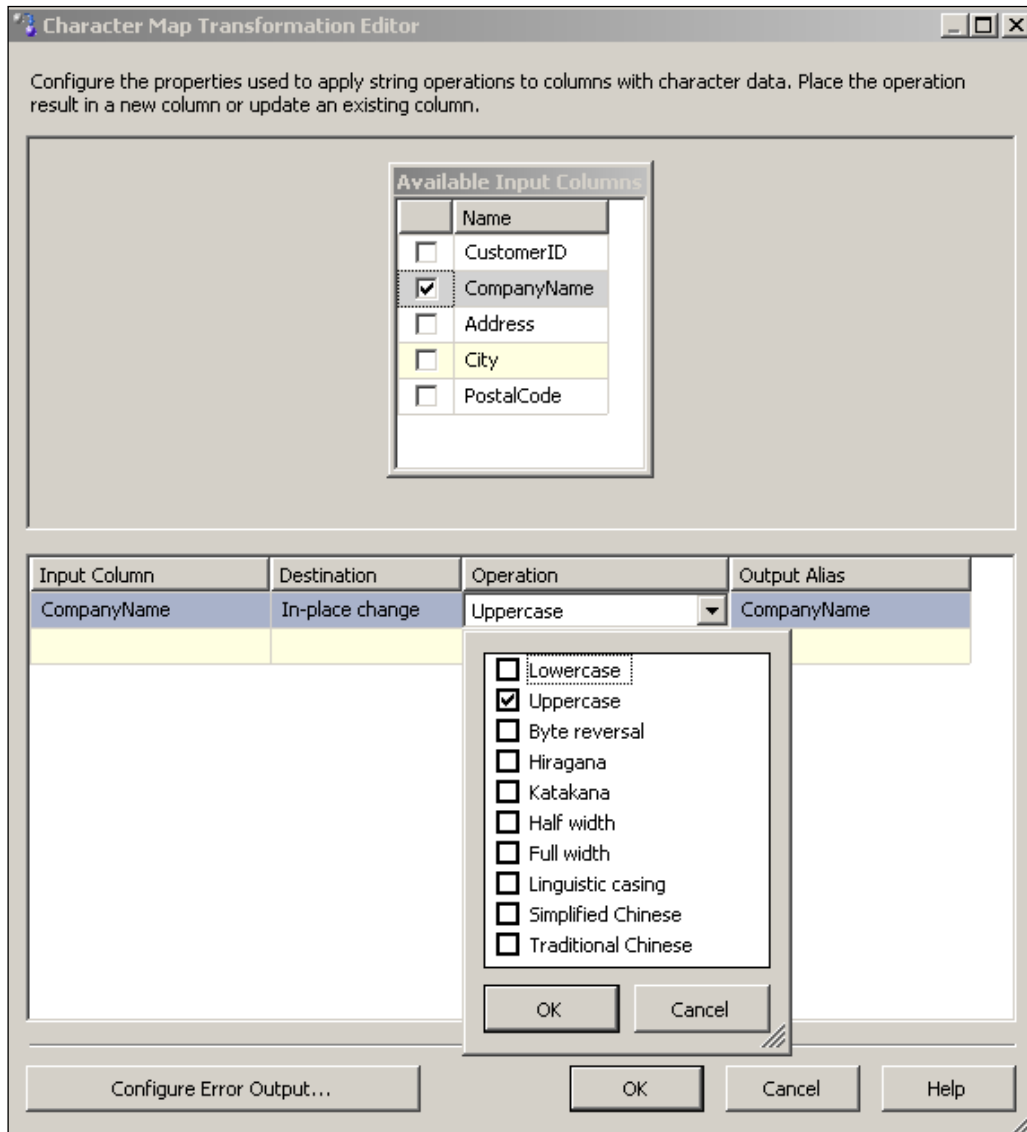 Character Map Transformation Editor
Configure the properties used to apply string operations to columns with character data. Place the operation
result in a new column or update an existing column.
Available Input Columns
Name
CustomerID
CompanyName
Address
City
PostalCode
Input Column Destination Operation Output Alias
CompanyName In-place change Uppercase CompanyName
Lowercase
Uppercase
Byte reversal
Hiragana
Katakana
Half width
Full width
Linguistic casing
Simplified Chinese
Traditional Chinese
OK Cancel
Configure Error Output... OK Cancel Help